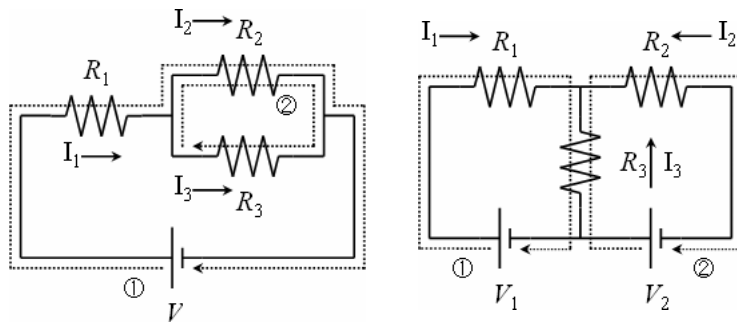 I₂ → R₂
R₁
②
I₁ →
I₃ → R₃
①
V
I₁ → R₁
R₂ ← I₂
R₃ ↑ I₃
① ②
V₁ V₂